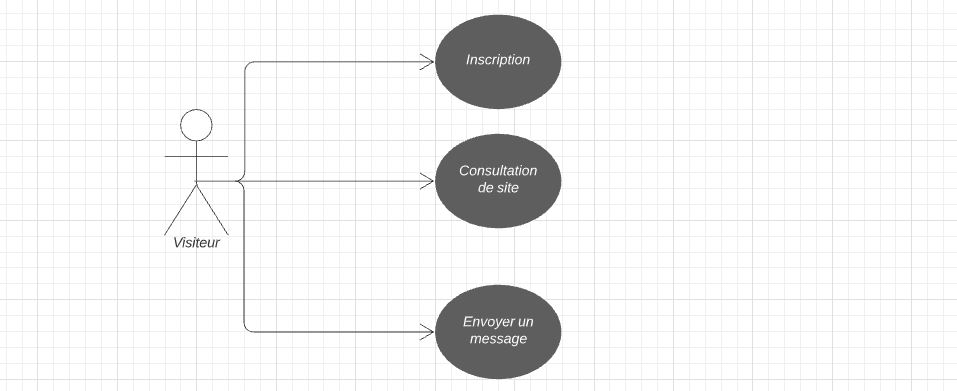 Inscription
Consultation
de site
Visiteur
Envoyer un
message